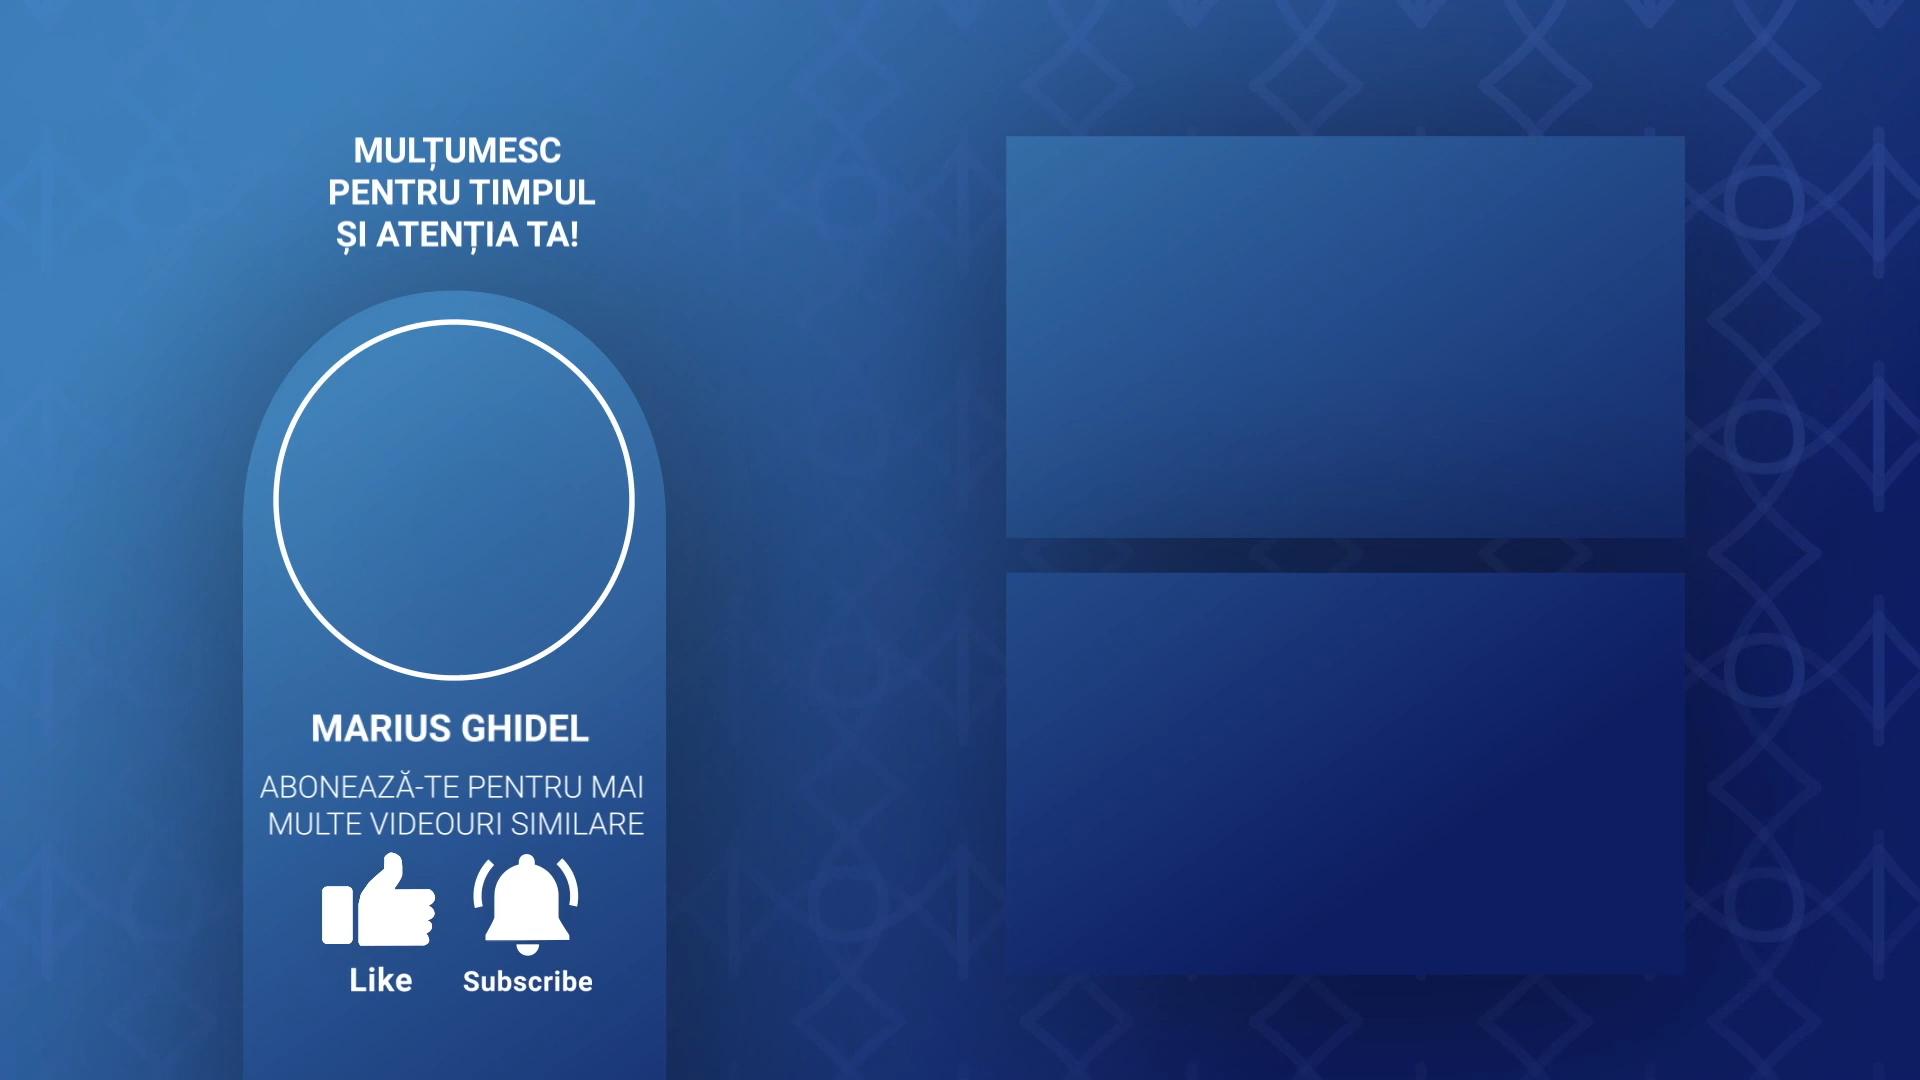 MULȚUMESC
PENTRU TIMPUL
ȘI ATENȚIA TA!
MARIUS GHIDEL
ABONEAZĂ-TE PENTRU MAI
MULTE VIDEOURI SIMILARE
Like
Subscribe